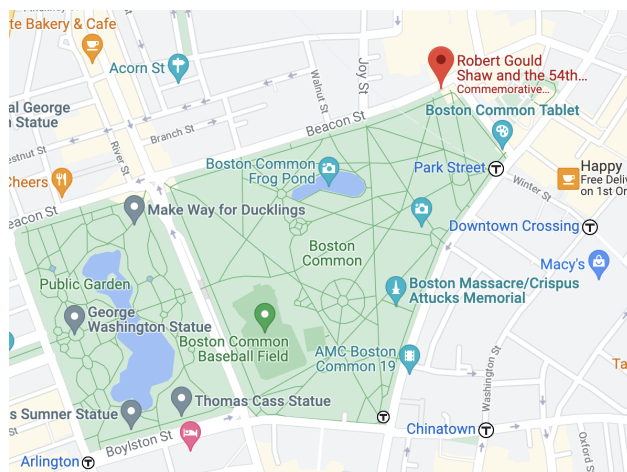 te Bakery & Cafe
Acorn St
Joy St
Robert Gould
Shaw and the 54th...
Commemorative...
Walnut St
al George
n Statue
Boston Common Tablet
Beacon St
Branch St
estnut St
River St
Park Street
Happy
Free Deliv
on 1st Or
Boston Common
Frog Pond
Cheers
Winter St
eacon St
Make Way for Ducklings
Downtown Crossing
Boston
Common
Macy's
Public Garden
Boston Massacre/Crispus
Attucks Memorial
George
Washington Statue
Boston Common
Baseball Field
AMC Boston
Common 19
Ta
Washington St
Thomas Cass Statue
s Sumner Statue
Chinatown
Boylston St
Oxford S
Arlington